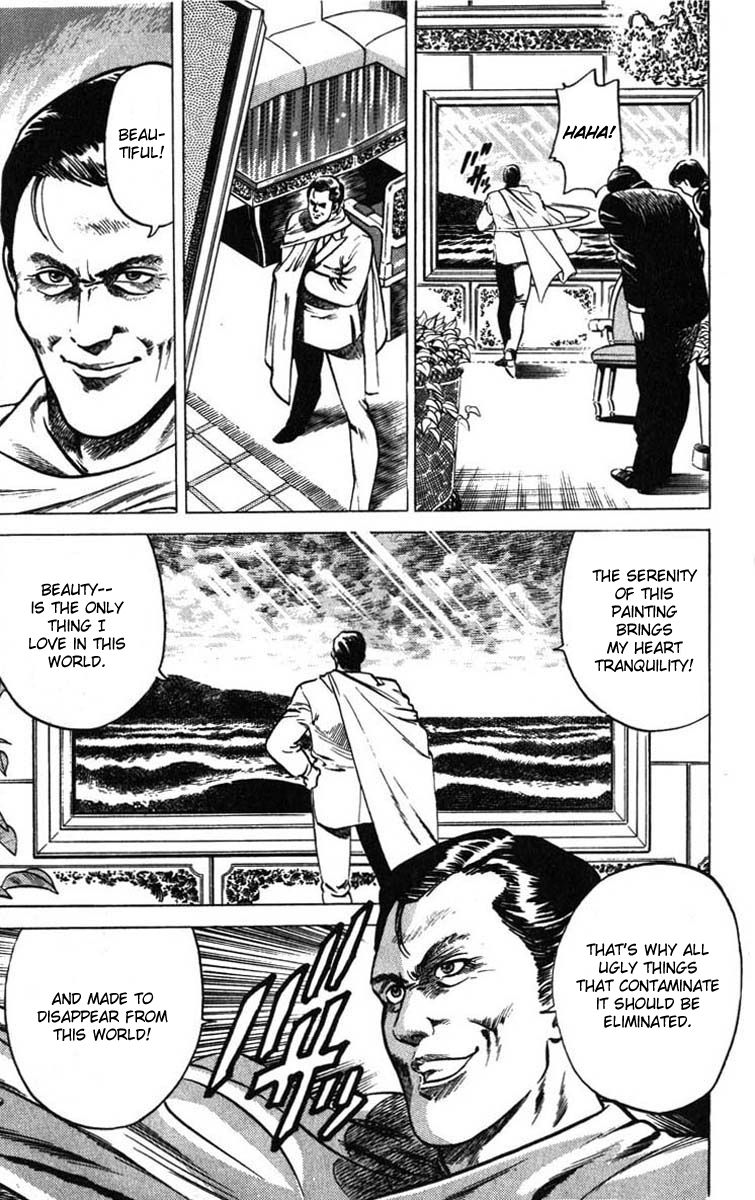 HAHA!
バッ
BEAU-
TIFUL!
THE SERENITY
OF THIS
PAINTING
BRINGS
MY HEART
TRANQUILITY!
BEAUTY--
IS THE ONLY
THING I
LOVE IN THIS
WORLD.
THAT'S WHY ALL
UGLY THINGS
THAT CONTAMINATE
IT SHOULD BE
ELIMINATED.
AND MADE TO
DISAPPEAR FROM
THIS WORLD!